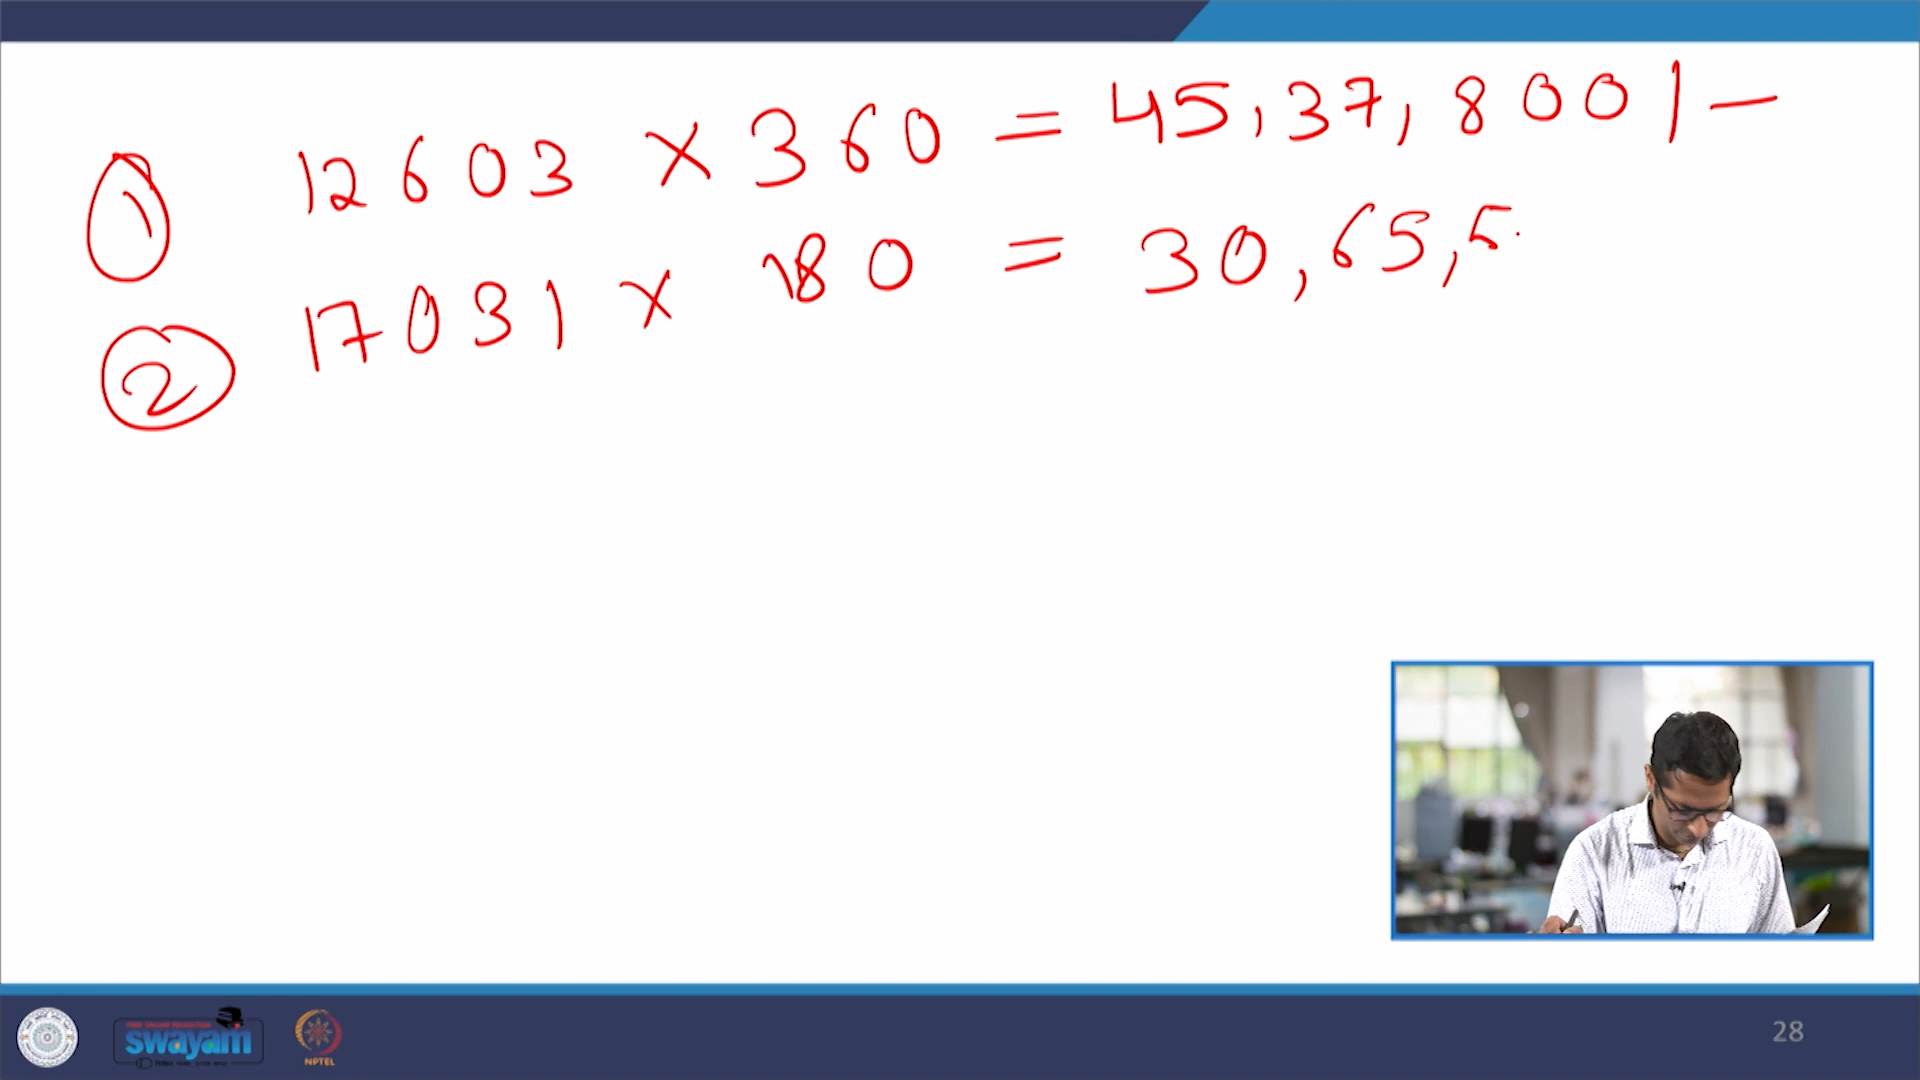 ① 12603 × 360 = 45,37,800/-
② 17031 × 180 = 30,65,5
swayam
NPTEL
28